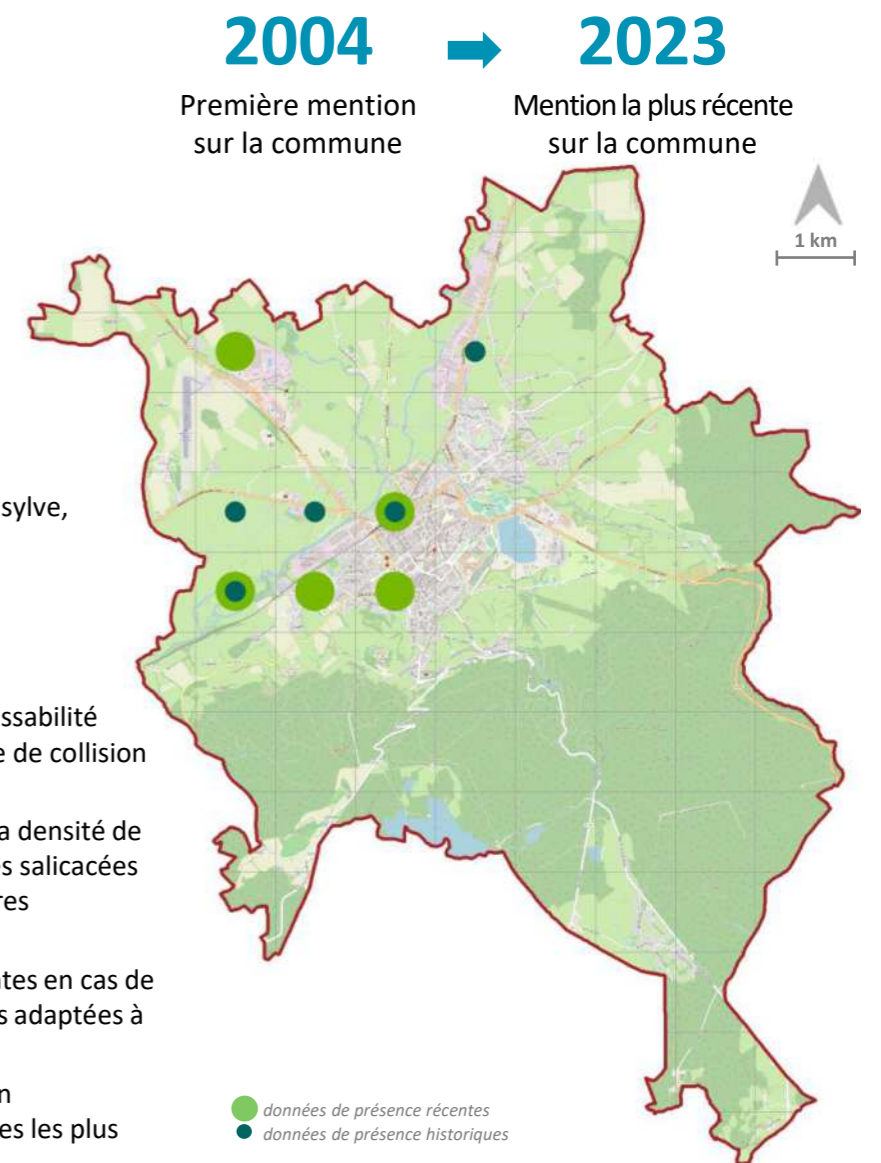 2004 → 2023
Première mention
sur la commune
Mention la plus récente
sur la commune
1 km
sylve,
ssabilité
e de collision
a densité de
es salicacées
res
ates en cas de
s adaptées à
n
es les plus
données de présence récentes
données de présence historiques